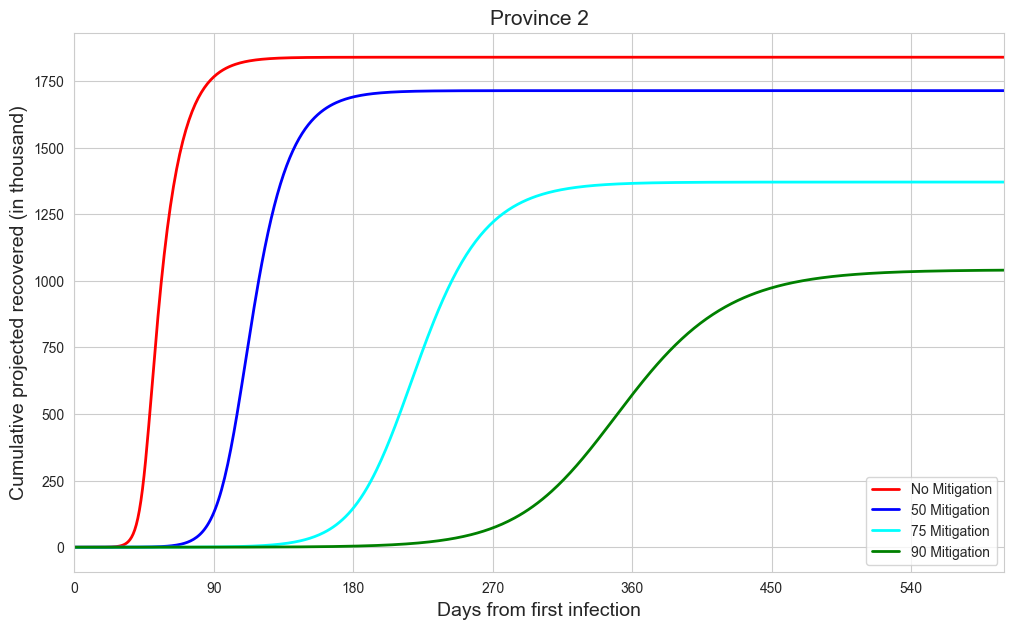 Province 2
Cumulative projected recovered (in thousand)
1750
1500
1250
1000
750
500
250
0
0 90 180 270 360 450 540
Days from first infection
No Mitigation
50 Mitigation
75 Mitigation
90 Mitigation